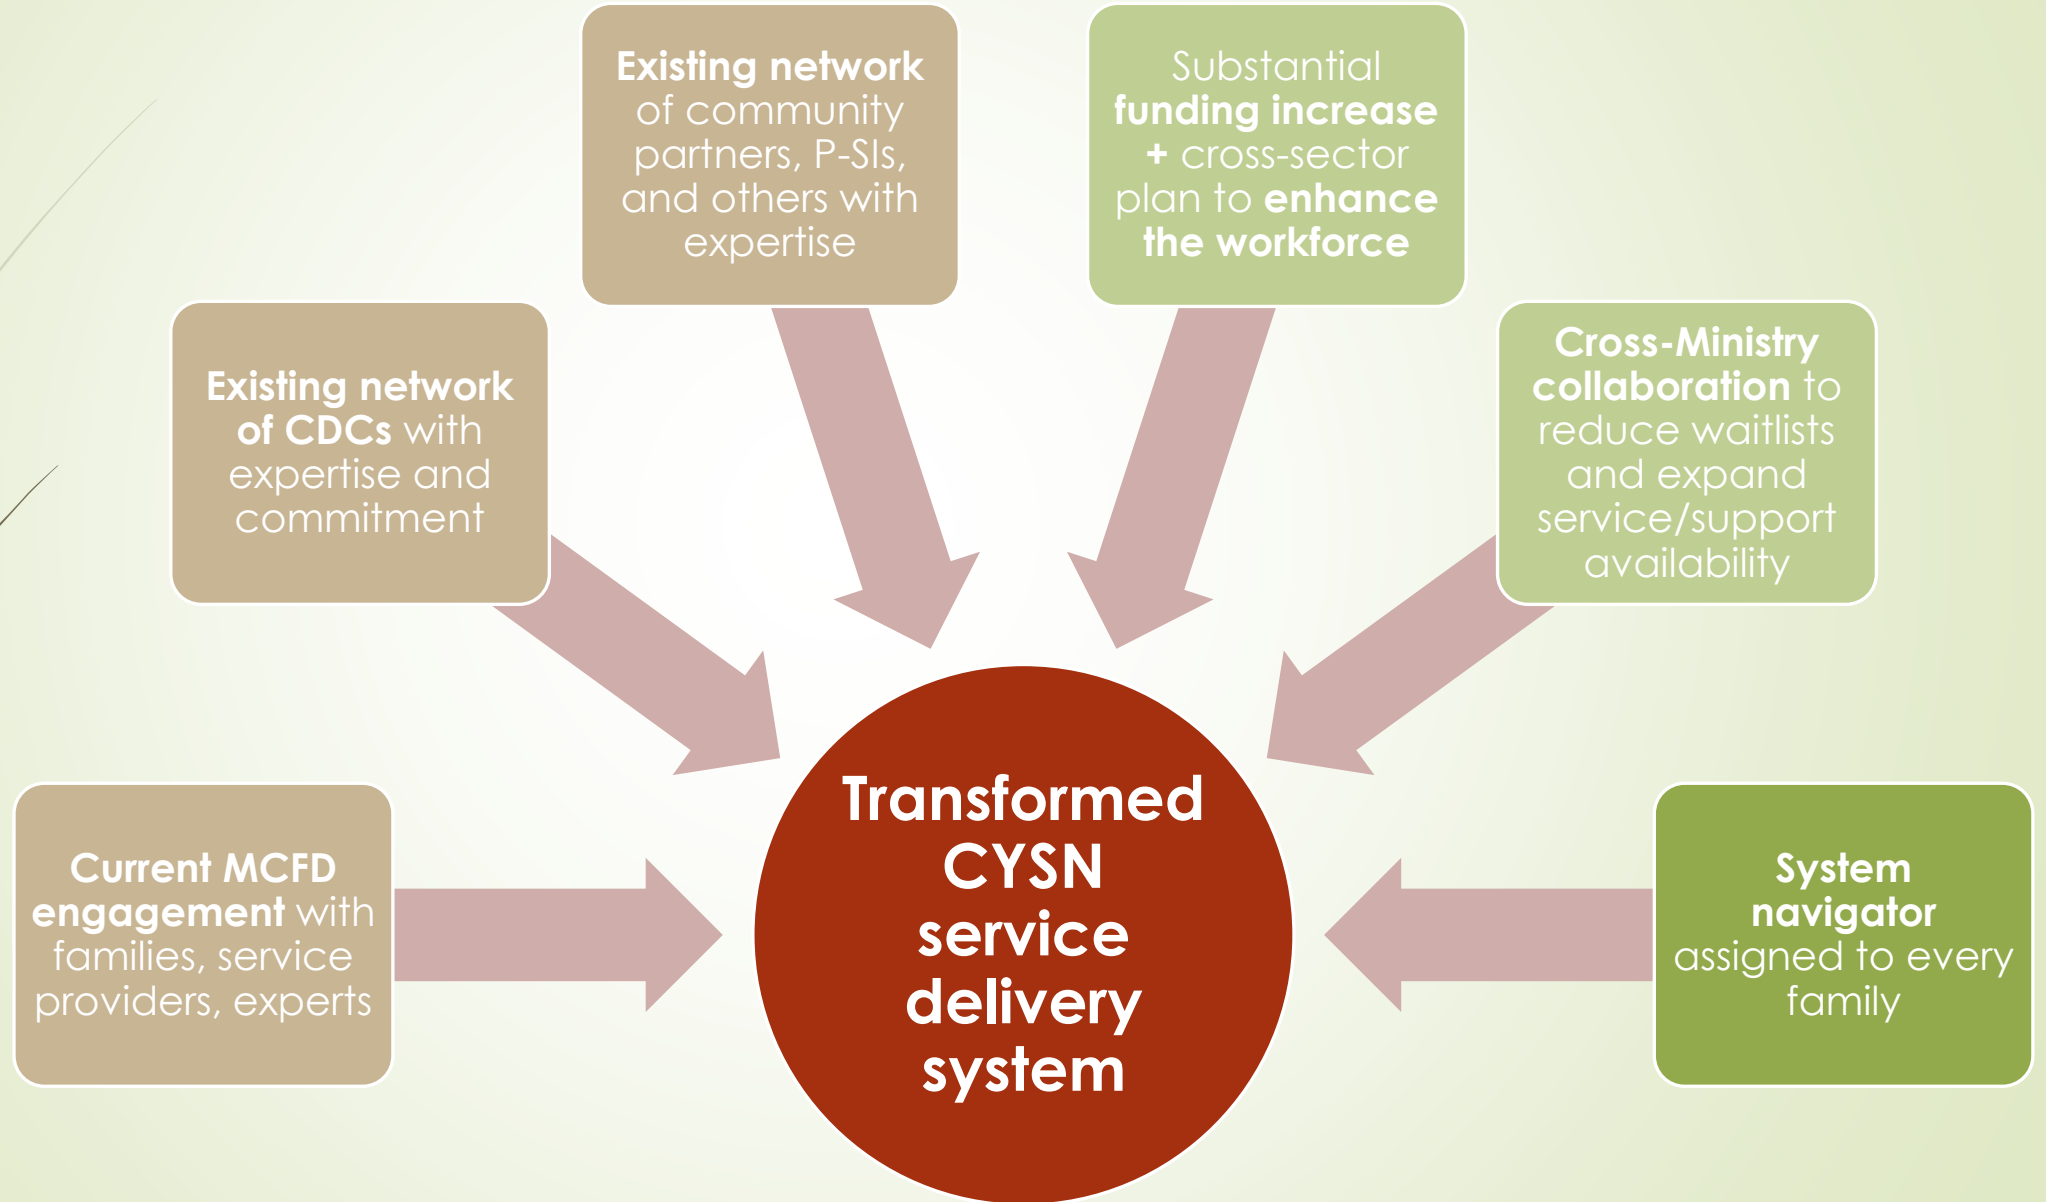 Existing network
of community
partners, P-SIs,
and others with
expertise
Substantial
funding increase
+ cross-sector
plan to enhance
the workforce
Existing network
of CDCs with
expertise and
commitment
Cross-Ministry
collaboration to
reduce waitlists
and expand
service/support
availability
Current MCFD
engagement with
families, service
providers, experts
Transformed
CYSN
service
delivery
system
System
navigator
assigned to every
family